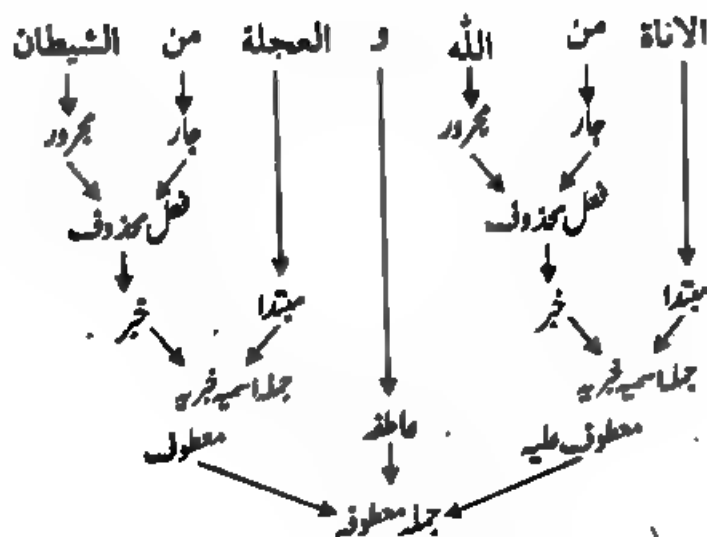 الاناة من الله و العجلة من الشيطان
جار مجرور جار مجرور
فعل محذوف فعل محذوف
مبتدا خبر مبتدا خبر
جملہ اسمیہ خبریہ جملہ اسمیہ خبریہ
معطوف علیہ عاطفہ معطوف
جملہ معطوفہ